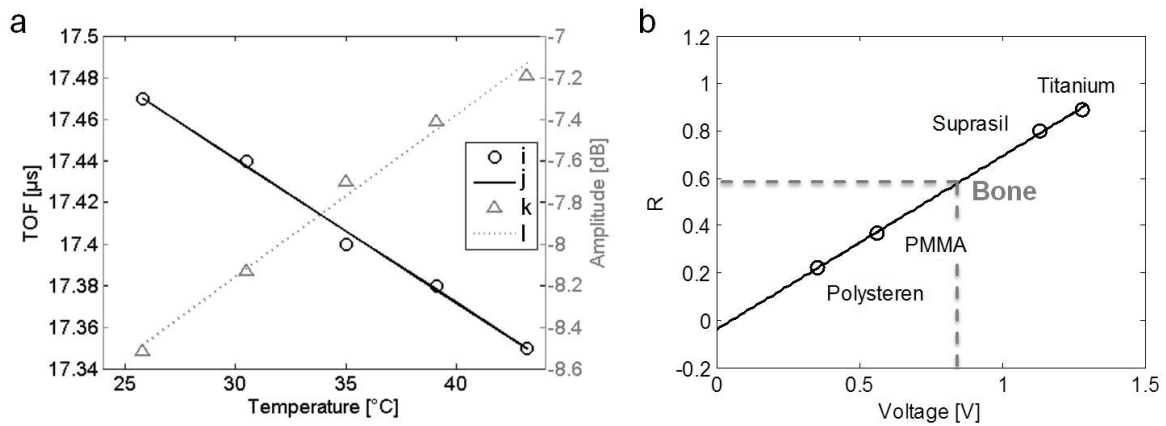 a
17.5
17.48
17.46
17.44
17.42
17.4
17.38
17.36
17.34
TOF [µs]
25
30
35
40
Temperature [°C]
-7
-7.2
-7.4
-7.6
-7.8
-8
-8.2
-8.4
-8.6
Amplitude [dB]
i
j
k
l
b
1.2
1
0.8
0.6
0.4
0.2
0
-0.2
R
0
0.5
1
1.5
Voltage [V]
Titanium
Suprasil
Bone
PMMA
Polysteren